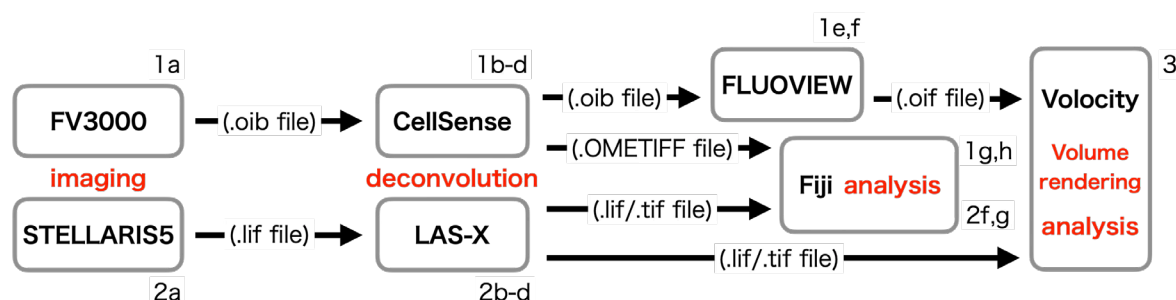 1e,f
1a
1b-d
3
FV3000
(.oib file)
CellSense
(.oib file)
FLUOVIEW
(.oif file)
Volocity
(.OMETIFF file)
1g,h
imaging
deconvolution
Fiji analysis
Volume
rendering
STELLARIS5
(.lif file)
LAS-X
(.lif/.tif file)
2f,g
analysis
(.lif/.tif file)
2a
2b-d